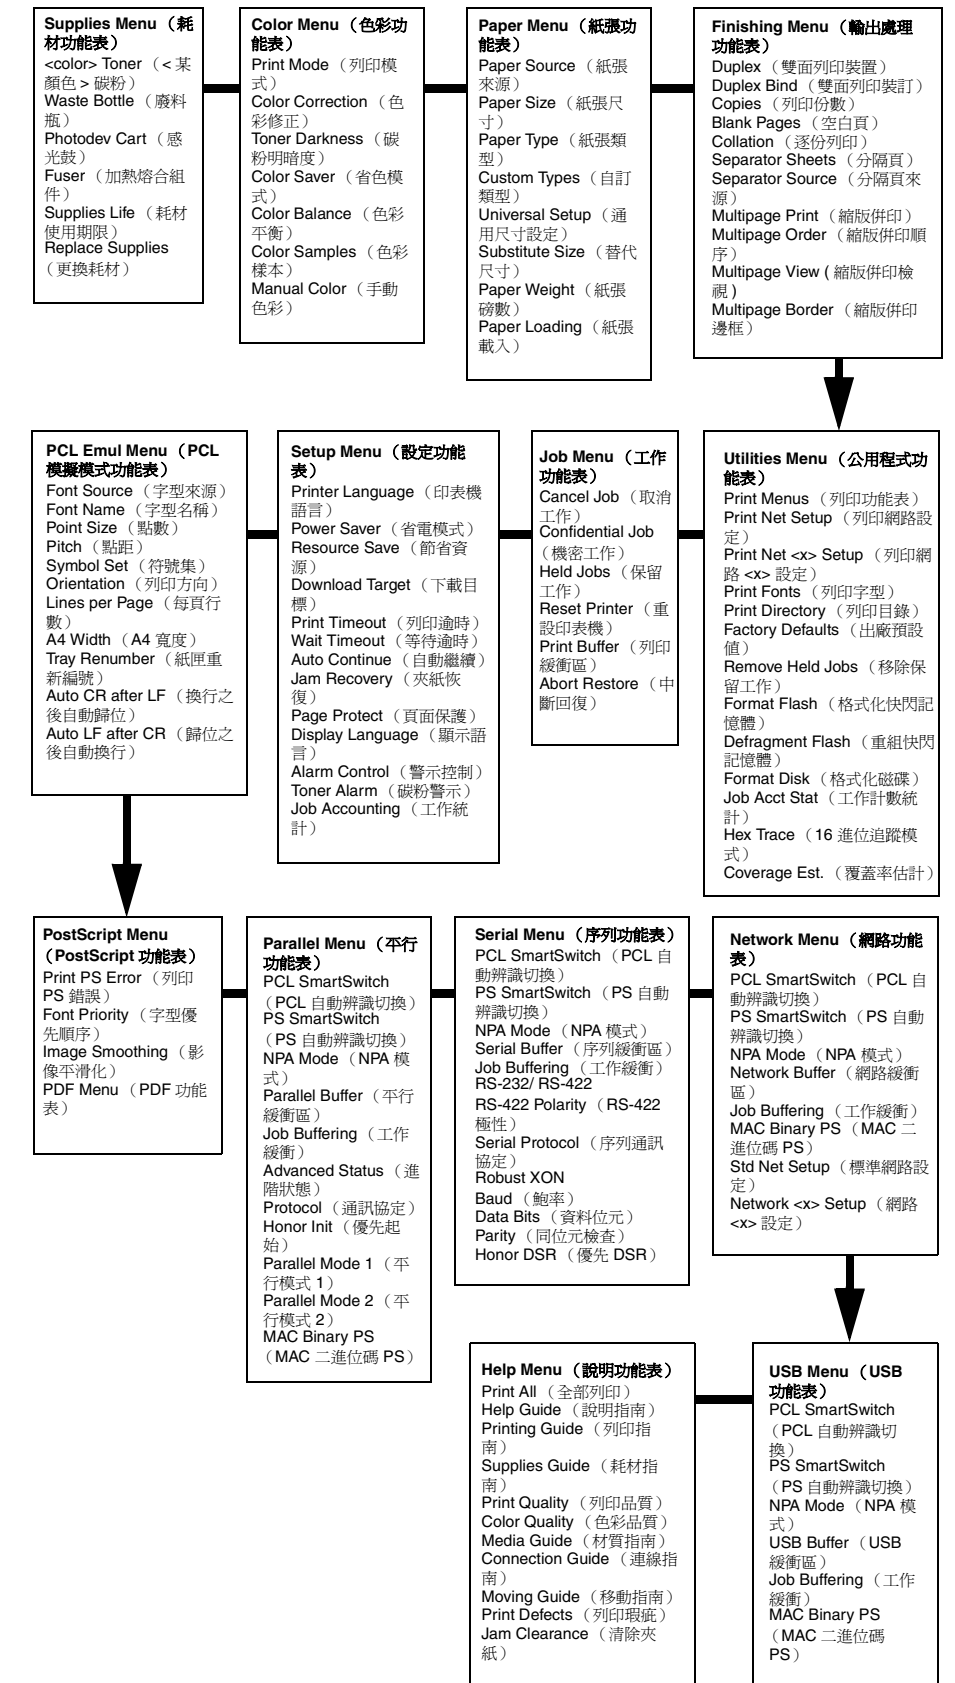 Supplies Menu（耗
材功能表）
<color> Toner（< 某
顏色 > 碳粉）
Waste Bottle（廢料
瓶）
Photodev Cart（感
光鼓）
Fuser（加熱熔合組
件）
Supplies Life（耗材
使用期限）
Replace Supplies
（更換耗材）
Color Menu（色彩功
能表）
Print Mode（列印模
式）
Color Correction（色
彩修正）
Toner Darkness（碳
粉明暗度）
Color Saver（省色模
式）
Color Balance（色彩
平衡）
Color Samples（色彩
樣本）
Manual Color（手動
色彩）
Paper Menu（紙張功
能表）
Paper Source（紙張
來源）
Paper Size（紙張尺
寸）
Paper Type（紙張類
型）
Custom Types（自訂
類型）
Universal Setup（通
用尺寸設定）
Substitute Size（替代
尺寸）
Paper Weight（紙張
磅數）
Paper Loading（紙張
載入）
Finishing Menu（輸出處理
功能表）
Duplex（雙面列印裝置）
Duplex Bind（雙面列印裝訂）
Copies（列印份數）
Blank Pages（空白頁）
Collation（逐份列印）
Separator Sheets（分隔頁）
Separator Source（分隔頁來
源）
Multipage Print（縮版併印）
Multipage Order（縮版併印順
序）
Multipage View ( 縮版併印檢
視 )
Multipage Border（縮版併印
邊框）
PCL Emul Menu（PCL
模擬模式功能表）
Font Source（字型來源）
Font Name（字型名稱）
Point Size（點數）
Pitch（點距）
Symbol Set（符號集）
Orientation（列印方向）
Lines per Page（每頁行
數）
A4 Width（A4 寬度）
Tray Renumber（紙匣重
新編號）
Auto CR after LF（換行之
後自動歸位）
Auto LF after CR（歸位之
後自動換行）
Setup Menu（設定功能
表）
Printer Language（印表機
語言）
Power Saver（省電模式）
Resource Save（節省資
源）
Download Target（下載目
標）
Print Timeout（列印逾時）
Wait Timeout（等待逾時）
Auto Continue（自動繼續）
Jam Recovery（夾紙恢
復）
Page Protect（頁面保護）
Display Language（顯示語
言）
Alarm Control（警示控制）
Toner Alarm（碳粉警示）
Job Accounting（工作統
計）
Job Menu（工作
功能表）
Cancel Job（取消
工作）
Confidential Job
（機密工作）
Held Jobs（保留
工作）
Reset Printer（重
設印表機）
Print Buffer（列印
緩衝區）
Abort Restore（中
斷回復）
Utilities Menu（公用程式功
能表）
Print Menus（列印功能表）
Print Net Setup（列印網路設
定）
Print Net <x> Setup（列印網
路 <x> 設定）
Print Fonts（列印字型）
Print Directory（列印目錄）
Factory Defaults（出廠預設
值）
Remove Held Jobs（移除保
留工作）
Format Flash（格式化快閃記
憶體）
Defragment Flash（重組快閃
記憶體）
Format Disk（格式化磁碟）
Job Acct Stat（工作計數統
計）
Hex Trace（16 進位追蹤模
式）
Coverage Est.（覆蓋率估計）
PostScript Menu
（PostScript 功能表）
Print PS Error（列印
PS 錯誤）
Font Priority（字型優
先順序）
Image Smoothing（影
像平滑化）
PDF Menu（PDF 功能
表）
Parallel Menu（平行
功能表）
PCL SmartSwitch
（PCL 自動辨識切換）
PS SmartSwitch
（PS 自動辨識切換）
NPA Mode（NPA 模
式）
Parallel Buffer（平行
緩衝區）
Job Buffering（工作
緩衝）
Advanced Status（進
階狀態）
Protocol（通訊協定）
Honor Init（優先起
始）
Parallel Mode 1（平
行模式 1）
Parallel Mode 2（平
行模式 2）
MAC Binary PS
（MAC 二進位碼 PS）
Serial Menu（序列功能表）
PCL SmartSwitch（PCL 自
動辨識切換）
PS SmartSwitch（PS 自動
辨識切換）
NPA Mode（NPA 模式）
Serial Buffer（序列緩衝區）
Job Buffering（工作緩衝）
RS-232/ RS-422
RS-422 Polarity（RS-422
極性）
Serial Protocol（序列通訊
協定）
Robust XON
Baud（鮑率）
Data Bits（資料位元）
Parity（同位元檢查）
Honor DSR（優先 DSR）
Network Menu（網路功能
表）
PCL SmartSwitch（PCL 自
動辨識切換）
PS SmartSwitch（PS 自動
辨識切換）
NPA Mode（NPA 模式）
Network Buffer（網路緩衝
區）
Job Buffering（工作緩衝）
MAC Binary PS（MAC 二
進位碼 PS）
Std Net Setup（標準網路設
定）
Network <x> Setup（網路
<x> 設定）
Help Menu（說明功能表）
Print All（全部列印）
Help Guide（說明指南）
Printing Guide（列印指
南）
Supplies Guide（耗材指
南）
Print Quality（列印品質）
Color Quality（色彩品質）
Media Guide（材質指南）
Connection Guide（連線指
南）
Moving Guide（移動指南）
Print Defects（列印瑕疵）
Jam Clearance（清除夾
紙）
USB Menu（USB
功能表）
PCL SmartSwitch
（PCL 自動辨識切
換）
PS SmartSwitch
（PS 自動辨識切換）
NPA Mode（NPA 模
式）
USB Buffer（USB
緩衝區）
Job Buffering（工作
緩衝）
MAC Binary PS
（MAC 二進位碼
PS）